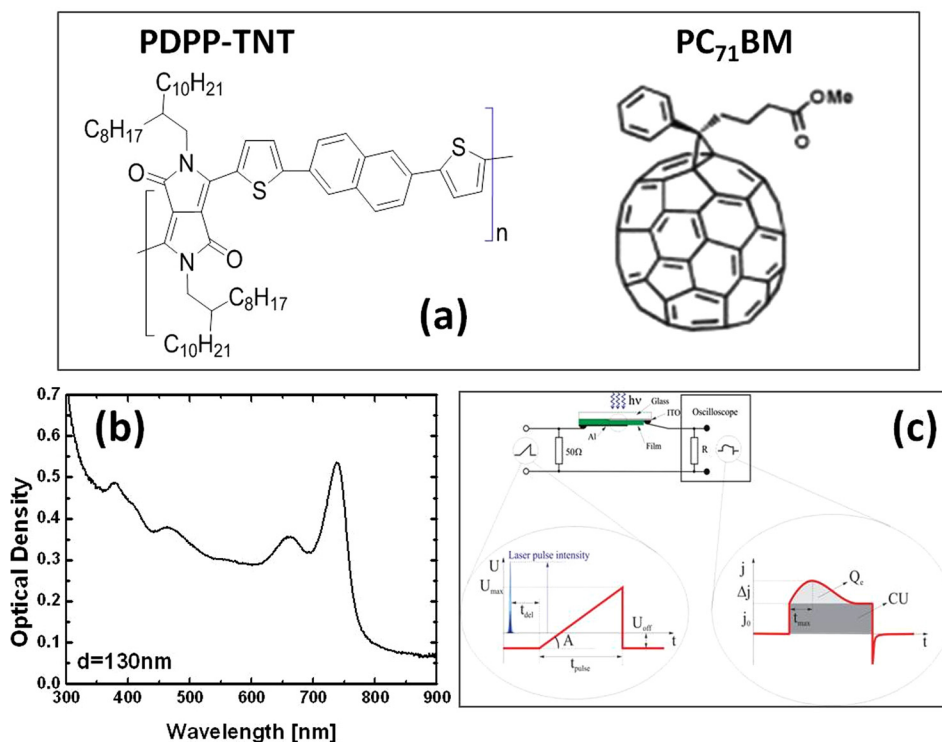 PDPP-TNT
PC71BM
C10H21
C8H17
N
O
S
S
OMe
O
N
O
n
C8H17
C10H21
(a)
(b)
0.7
0.6
0.5
0.4
0.3
0.2
0.1
0.0
Optical Density
d=130nm
300 400 500 600 700 800 900
Wavelength [nm]
(c)
hν
Glass
ITO
Oscilloscope
50Ω
Al
Film
R
Laser pulse intensity
U
Umax
tdel
Uoff
A
t
tpulse
j
Δj
Qe
CU
j0
tmax
t